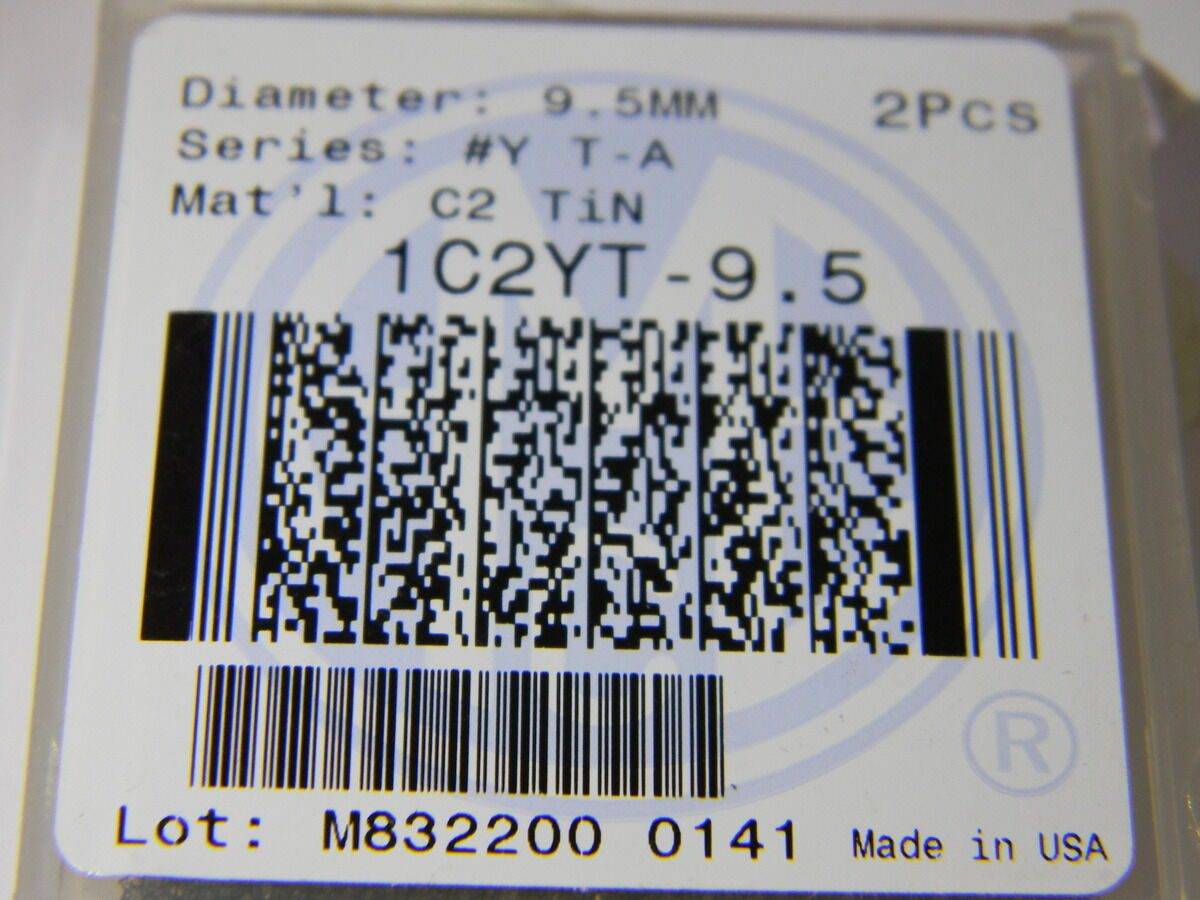 Diameter: 9.5MM 2Pcs
Series: #Y T-A
Mat'l: C2 TiN
1C2YT-9.5
®
Lot: M832200 0141 Made in USA